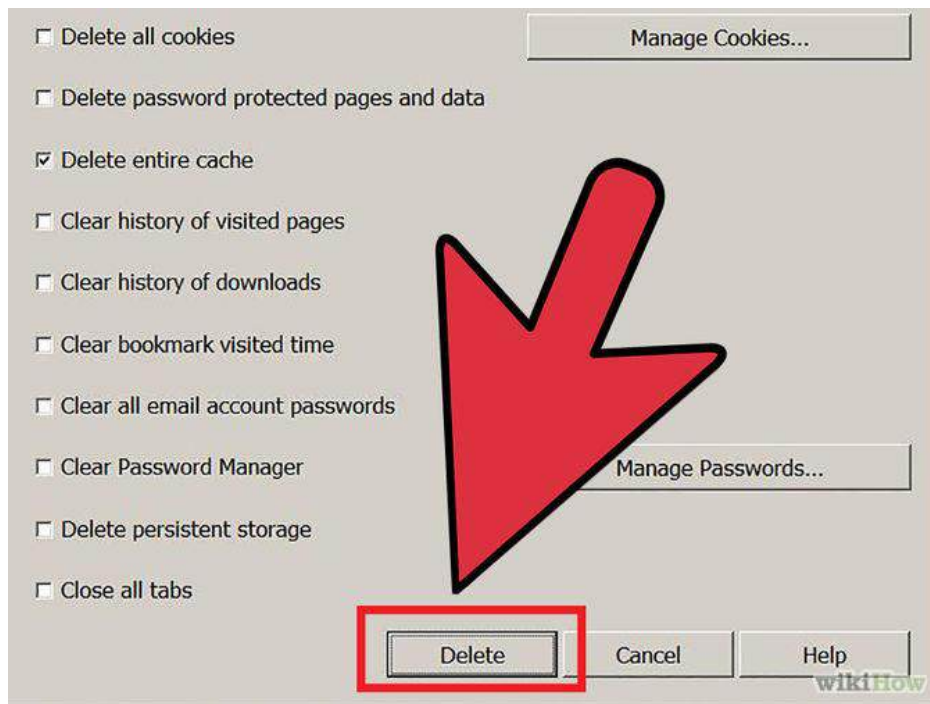 Delete all cookies
Manage Cookies...
Delete password protected pages and data
Delete entire cache
Clear history of visited pages
Clear history of downloads
Clear bookmark visited time
Clear all email account passwords
Clear Password Manager
Manage Passwords...
Delete persistent storage
Close all tabs
Delete
Cancel
Help
wikiHow